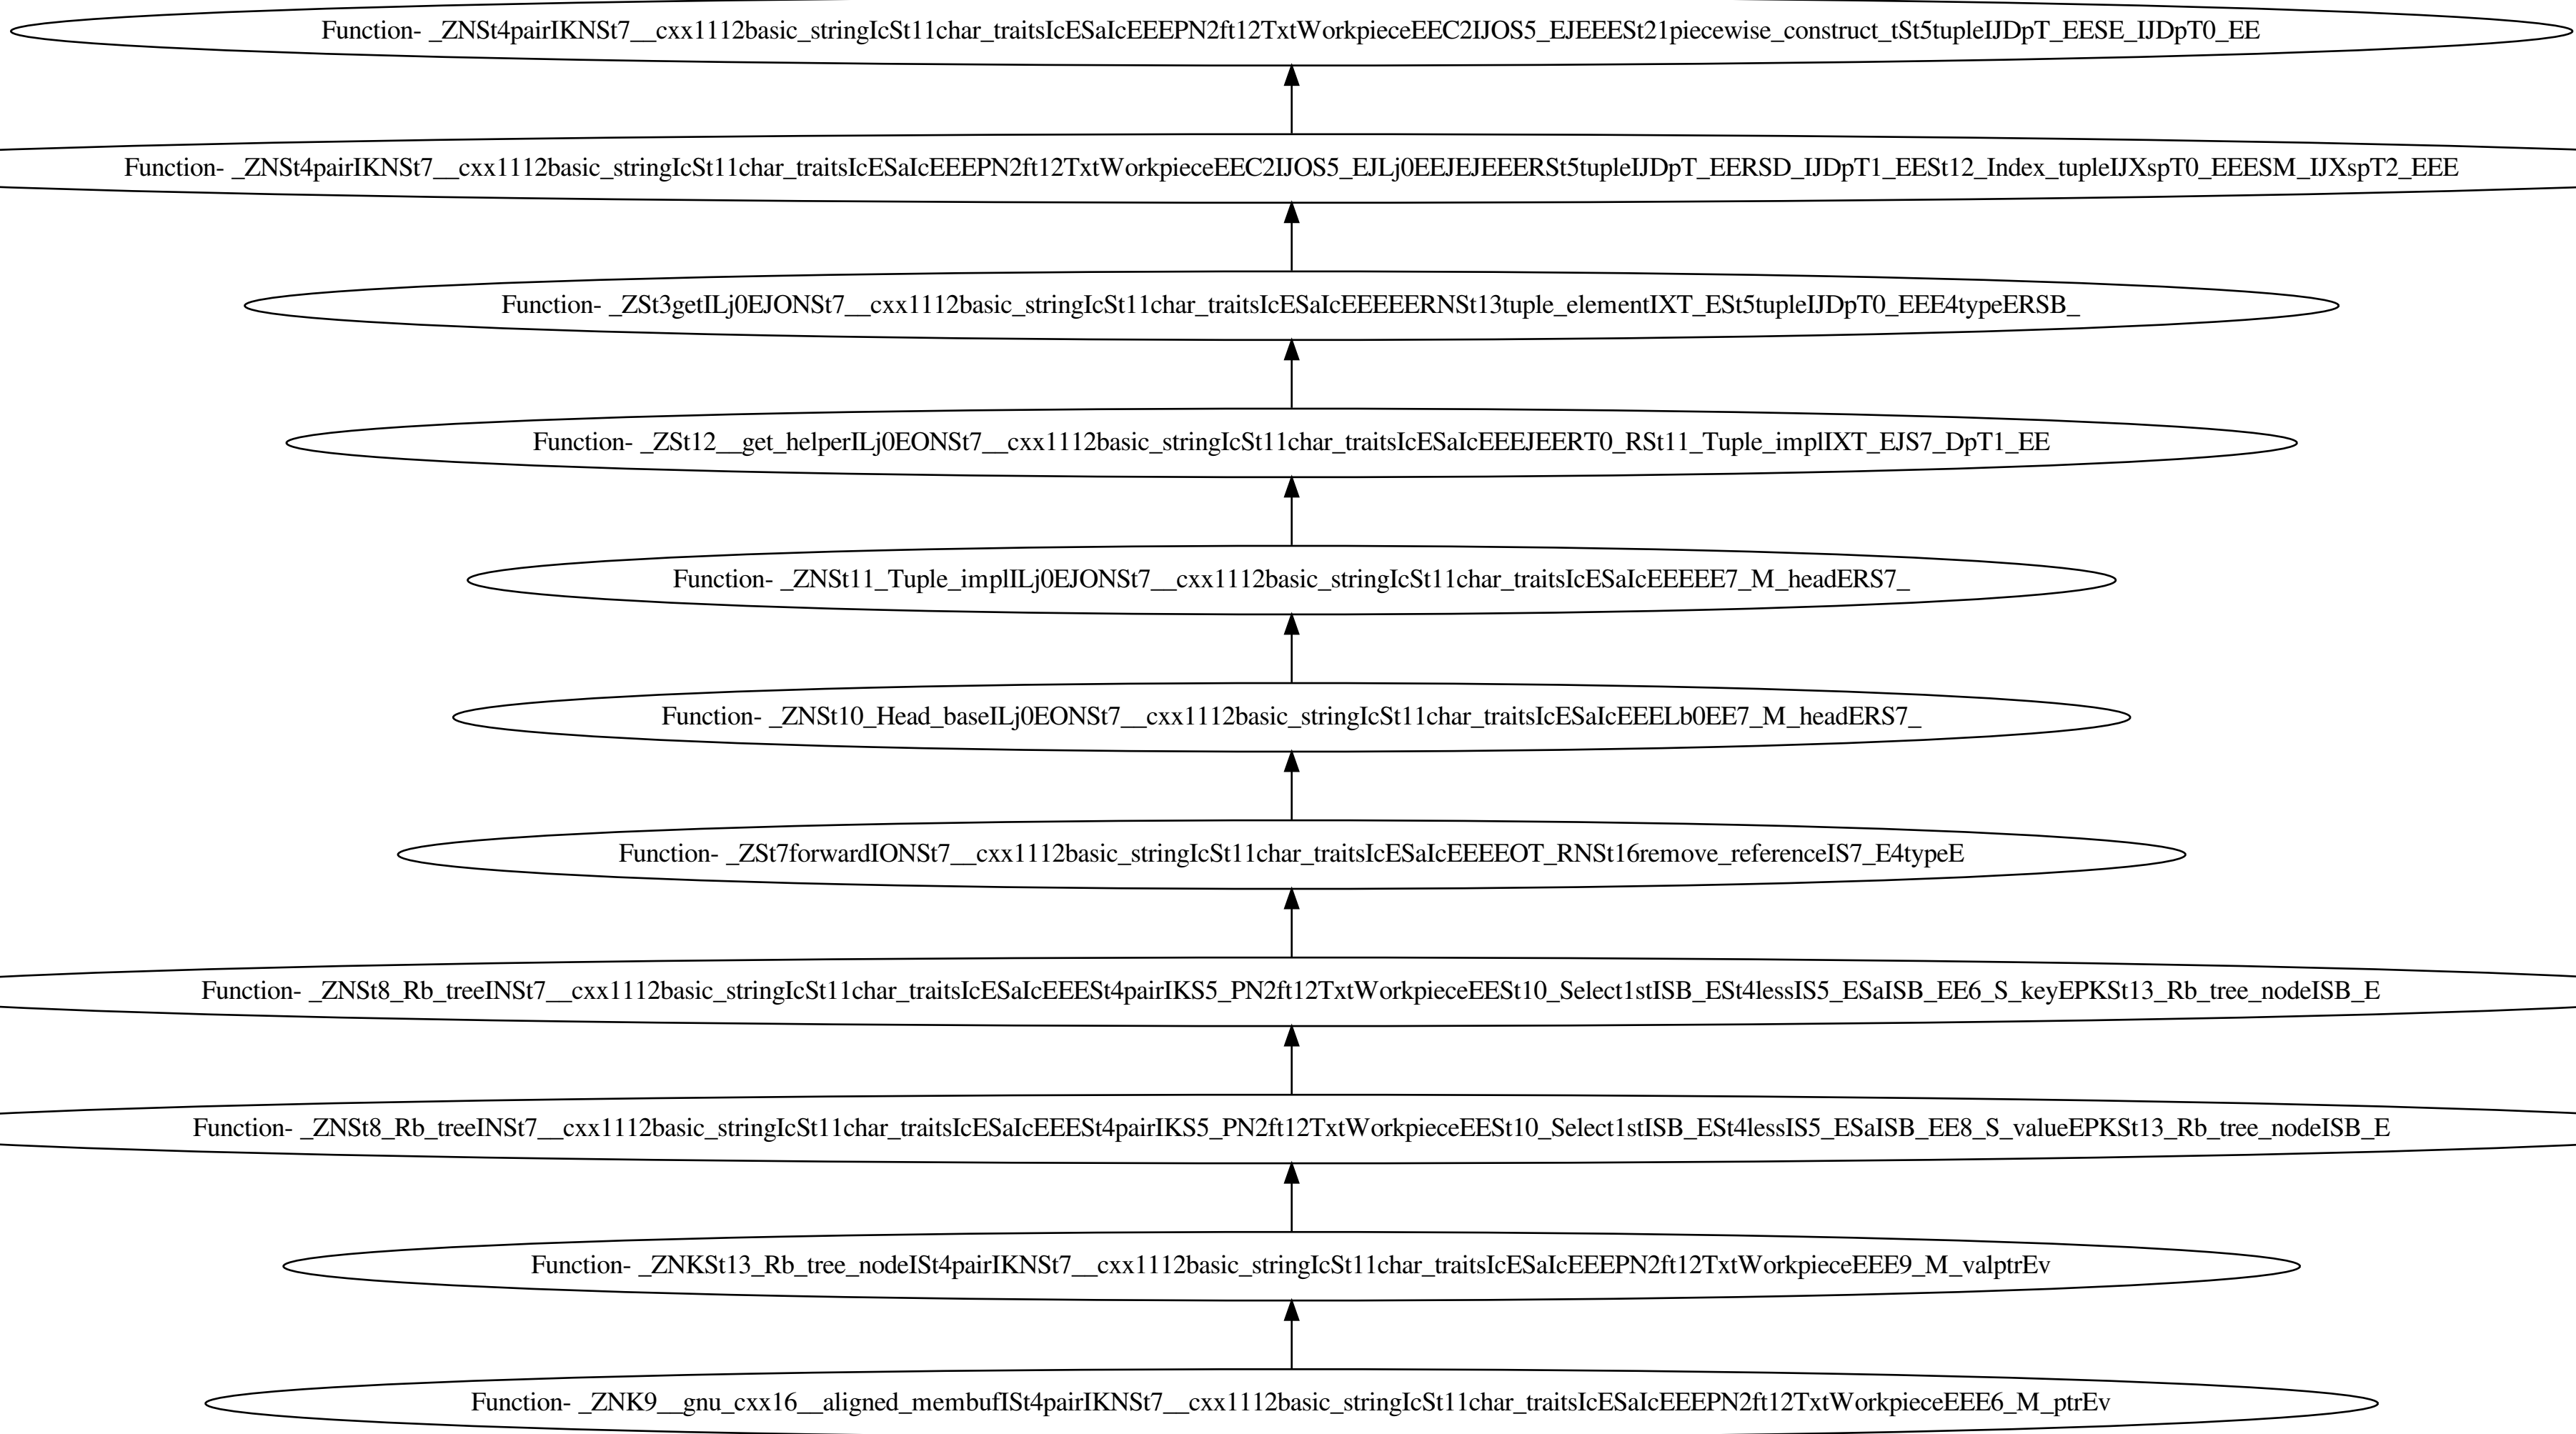 Function- _ZNSt4pairIKNSt7__cxx1112basic_stringIcSt11char_traitsIcESaIcEEEPN2ft12TxtWorkpieceEEC2IJOS5_EJEEESt21piecewise_construct_tSt5tupleIJDpT_EESE_IJDpT0_EE
Function- _ZNSt4pairIKNSt7__cxx1112basic_stringIcSt11char_traitsIcESaIcEEEPN2ft12TxtWorkpieceEEC2IJOS5_EJLj0EEJEJEEERSt5tupleIJDpT_EERSD_IJDpT1_EESt12_Index_tupleIJXspT0_EEESM_IJXspT2_EEE
Function- _ZSt3getILj0EJONSt7__cxx1112basic_stringIcSt11char_traitsIcESaIcEEEEERNSt13tuple_elementIXT_ESt5tupleIJDpT0_EEE4typeERSB_
Function- _ZSt12__get_helperILj0EONSt7__cxx1112basic_stringIcSt11char_traitsIcESaIcEEEJEERT0_RSt11_Tuple_implIXT_EJS7_DpT1_EE
Function- _ZNSt11_Tuple_implILj0EJONSt7__cxx1112basic_stringIcSt11char_traitsIcESaIcEEEEE7_M_headERS7_
Function- _ZNSt10_Head_baseILj0EONSt7__cxx1112basic_stringIcSt11char_traitsIcESaIcEEELb0EE7_M_headERS7_
Function- _ZSt7forwardIONSt7__cxx1112basic_stringIcSt11char_traitsIcESaIcEEEEOT_RNSt16remove_referenceIS7_E4typeE
Function- _ZNSt8_Rb_treeINSt7__cxx1112basic_stringIcSt11char_traitsIcESaIcEEESt4pairIKS5_PN2ft12TxtWorkpieceEESt10_Select1stISB_ESt4lessIS5_ESaISB_EE6_S_keyEPKSt13_Rb_tree_nodeISB_E
Function- _ZNSt8_Rb_treeINSt7__cxx1112basic_stringIcSt11char_traitsIcESaIcEEESt4pairIKS5_PN2ft12TxtWorkpieceEESt10_Select1stISB_ESt4lessIS5_ESaISB_EE8_S_valueEPKSt13_Rb_tree_nodeISB_E
Function- _ZNKSt13_Rb_tree_nodeISt4pairIKNSt7__cxx1112basic_stringIcSt11char_traitsIcESaIcEEEPN2ft12TxtWorkpieceEEE9_M_valptrEv
Function- _ZNK9__gnu_cxx16__aligned_membufISt4pairIKNSt7__cxx1112basic_stringIcSt11char_traitsIcESaIcEEEPN2ft12TxtWorkpieceEEE6_M_ptrEv